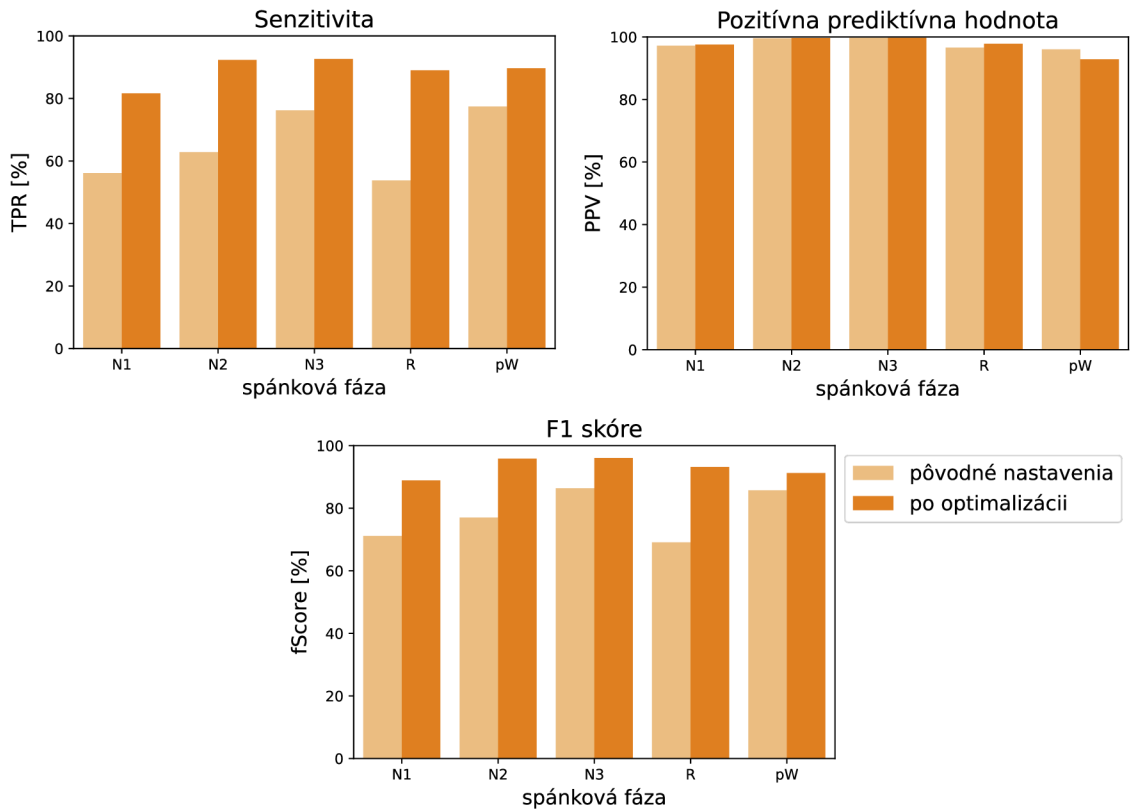 Senzitivita
TPR [%]
100
80
60
40
20
0
N1 N2 N3 R pW
spánková fáza
Pozitívna prediktívna hodnota
PPV [%]
100
80
60
40
20
0
N1 N2 N3 R pW
spánková fáza
F1 skóre
fScore [%]
100
80
60
40
20
0
N1 N2 N3 R pW
spánková fáza
pôvodné nastavenia
po optimalizácii